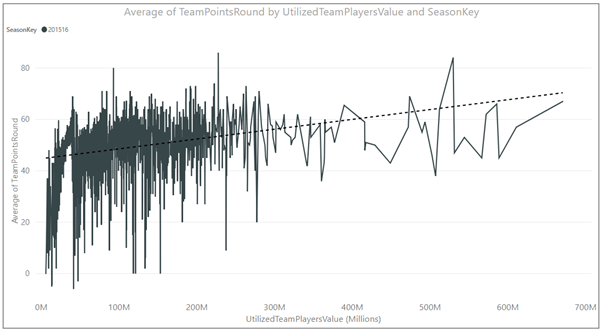 Average of TeamPointsRound by UtilizedTeamPlayersValue and SeasonKey
SeasonKey 201516
80
60
40
20
0
Average of TeamPointsRound
0M 100M 200M 300M 400M 500M 600M 700M
UtilizedTeamPlayersValue (Millions)